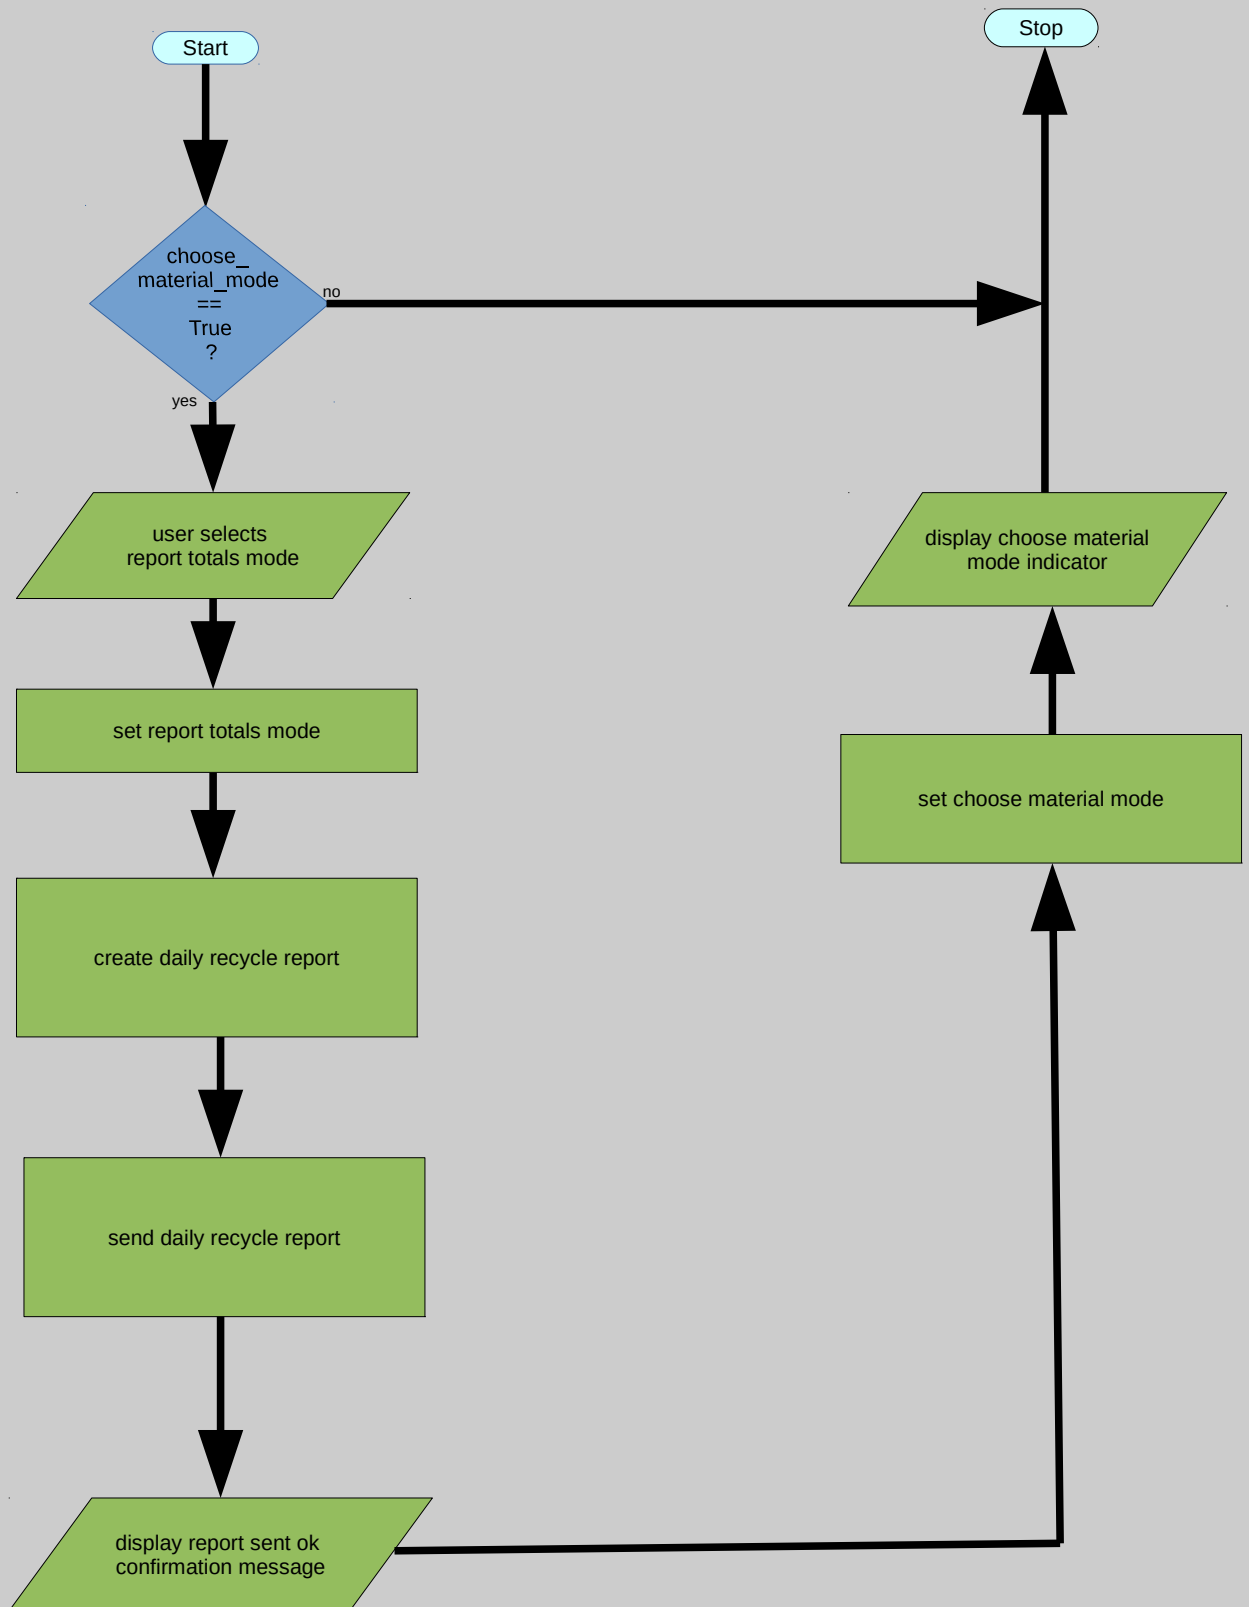 Start
Stop
choose_
material_mode
==
True
?
no
yes
user selects
report totals mode
display choose material
mode indicator
set report totals mode
set choose material mode
create daily recycle report
send daily recycle report
display report sent ok
confirmation message